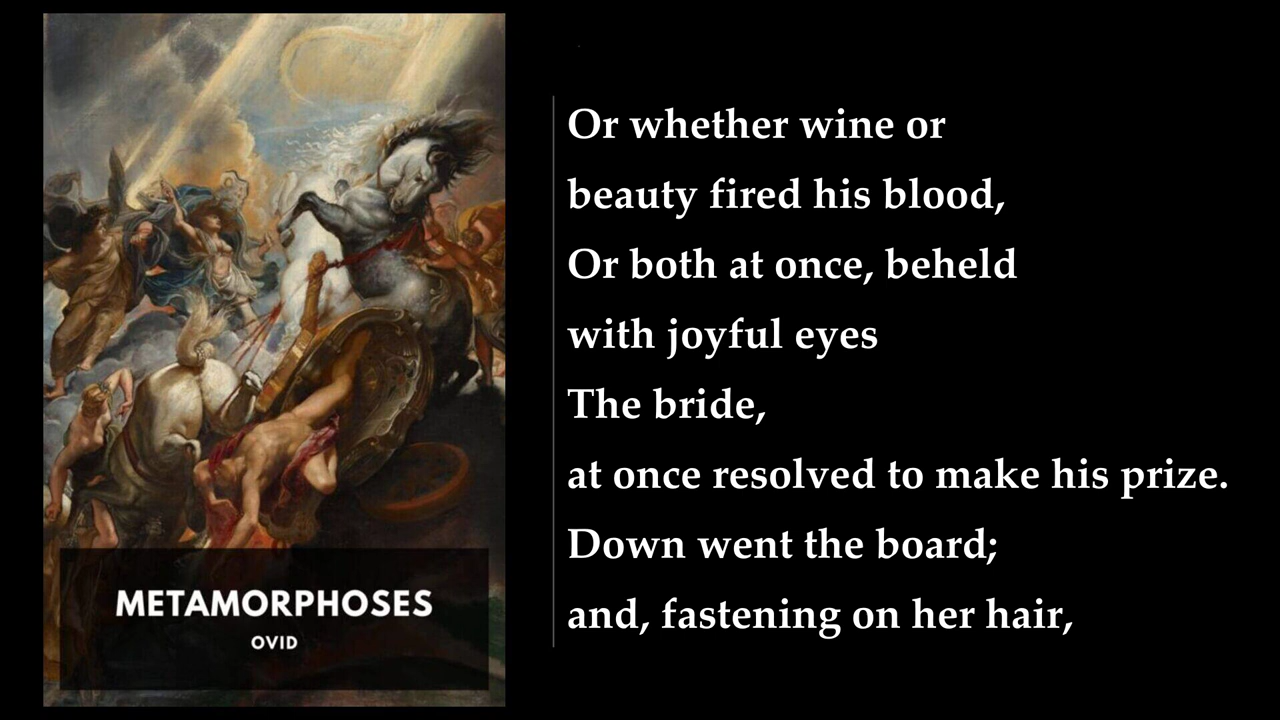 METAMORPHOSES
OVID
Or whether wine or
beauty fired his blood,
Or both at once, beheld
with joyful eyes
The bride,
at once resolved to make his prize.
Down went the board;
and, fastening on her hair,